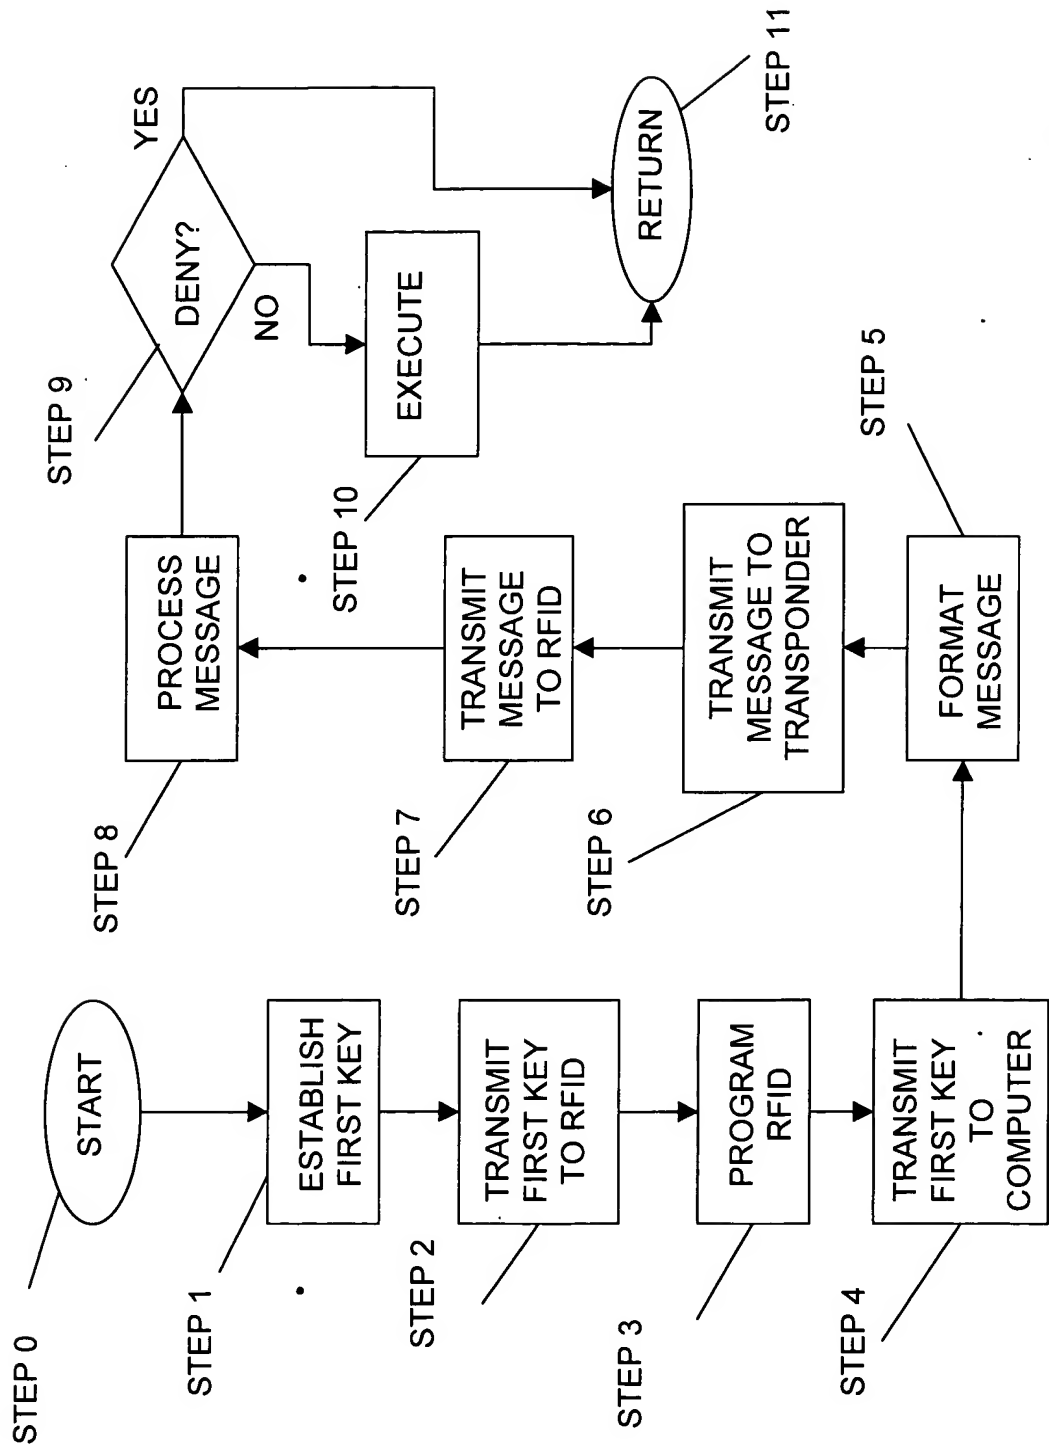 STEP 0
START
STEP 1
ESTABLISH
FIRST KEY
STEP 2
TRANSMIT
FIRST KEY
TO RFID
STEP 3
PROGRAM
RFID
STEP 4
TRANSMIT
FIRST KEY
TO
COMPUTER
STEP 5
FORMAT
MESSAGE
STEP 6
TRANSMIT
MESSAGE TO
TRANSPONDER
STEP 7
TRANSMIT
MESSAGE
TO RFID
STEP 8
PROCESS
MESSAGE
STEP 9
DENY?
YES
NO
STEP 10
EXECUTE
STEP 11
RETURN